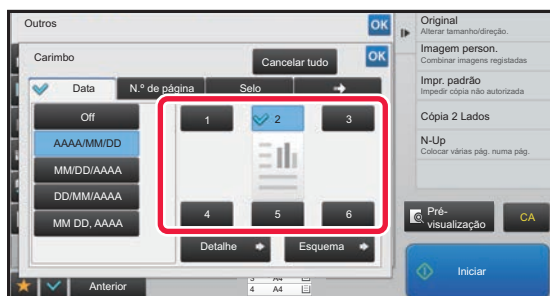 Outros
OK
Carimbo
Cancelar tudo
OK
Data
N.º de página
Selo
Off
AAAA/MM/DD
MM/DD/AAAA
DD/MM/AAAA
MM DD, AAAA
1
2
3
4
5
6
Detalhe
Esquema
Anterior
3 A4
4 A4
Original
Alterar tamanho/direção.
Imagem person.
Combinar imagens registadas
Impr. padrão
Impedir cópia não autorizada
Cópia 2 Lados
N-Up
Colocar várias pág. numa pág.
Pré-
visualização
CA
Iniciar